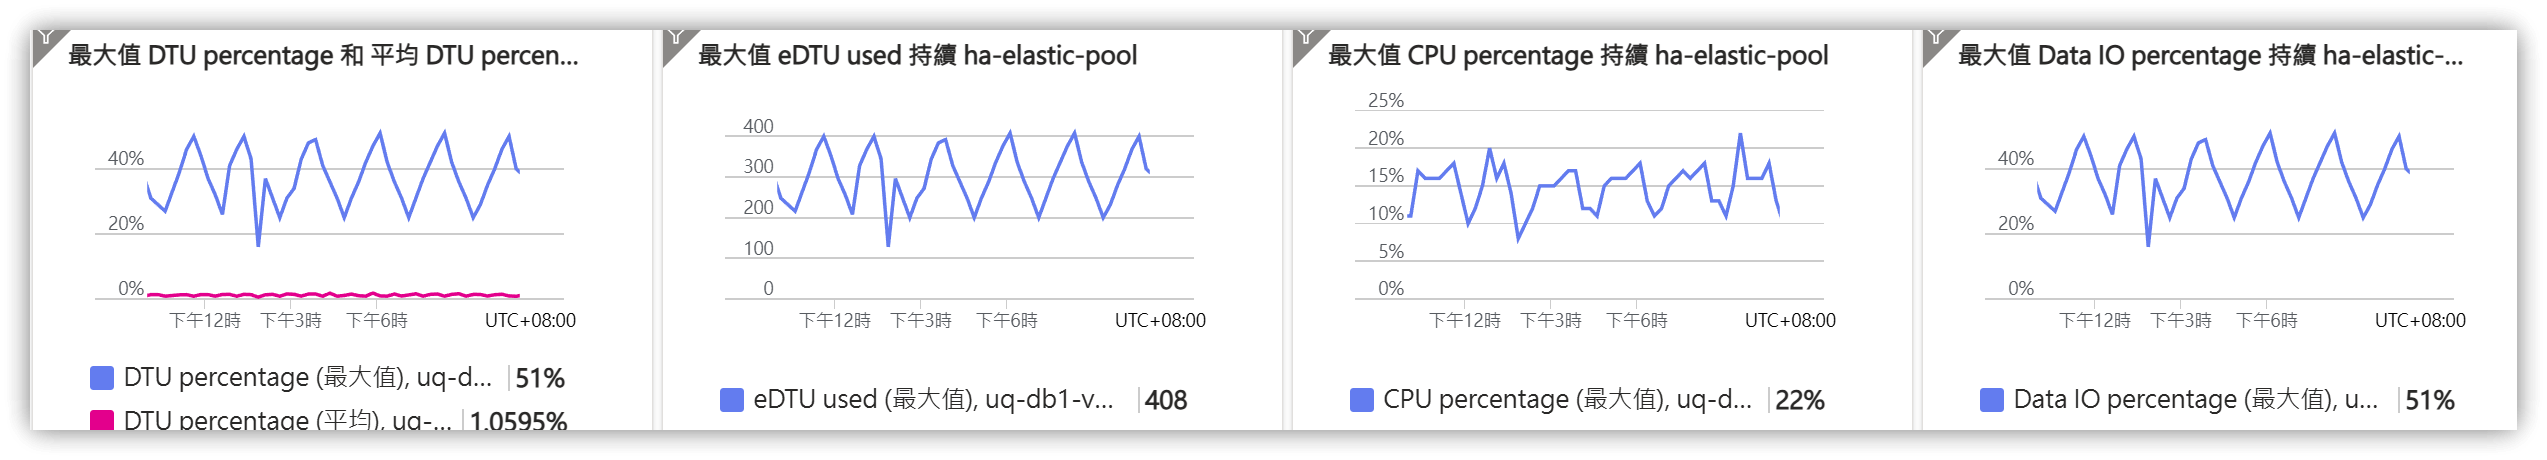 最大值 DTU percentage 和 平均 DTU percen...
40%
20%
0%
下午12時 下午3時 下午6時 UTC+08:00
DTU percentage (最大值), uq-d... 51%
DTU percentage (平均), uq-... 1.0595%
最大值 eDTU used 持續 ha-elastic-pool
400
300
200
100
0
下午12時 下午3時 下午6時 UTC+08:00
eDTU used (最大值), uq-db1-v... 408
最大值 CPU percentage 持續 ha-elastic-pool
25%
20%
15%
10%
5%
0%
下午12時 下午3時 下午6時 UTC+08:00
CPU percentage (最大值), uq-d... 22%
最大值 Data IO percentage 持續 ha-elastic-...
40%
20%
0%
下午12時 下午3時 下午6時 UTC+08:00
Data IO percentage (最大值), u... 51%